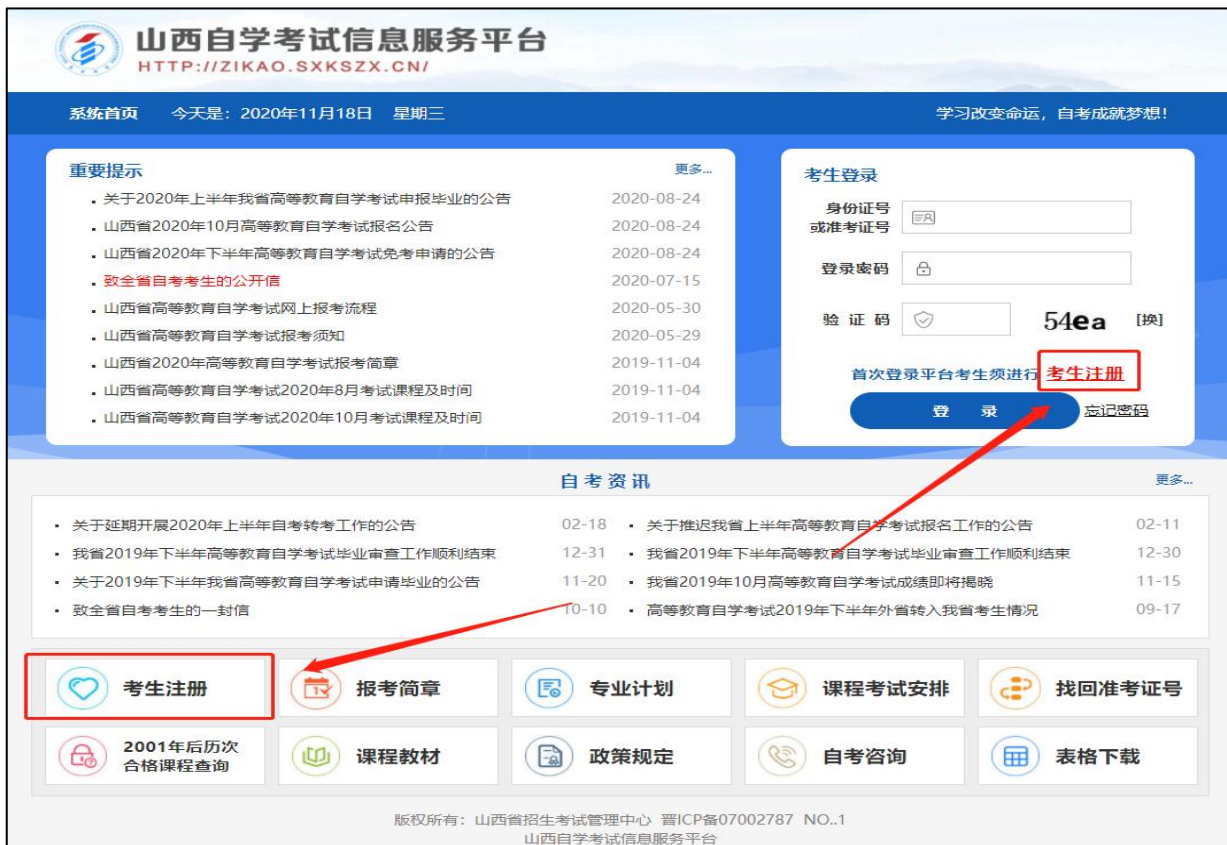 山西自学考试信息服务平台
HTTP://ZIKAO.SXKSZX.CN/
系统首页 今天是：2020年11月18日 星期三 学习改变命运，自考成就梦想！
重要提示 更多...
关于2020年上半年我省高等教育自学考试申报毕业的公告 2020-08-24
山西省2020年10月高等教育自学考试报名公告 2020-08-24
山西省2020年下半年高等教育自学考试免考申请的公告 2020-08-24
致全省自考考生的公开信 2020-07-15
山西省高等教育自学考试网上报考流程 2020-05-30
山西省高等教育自学考试报考须知 2020-05-29
山西省2020年高等教育自学考试报考简章 2019-11-04
山西省高等教育自学考试2020年8月考试课程及时间 2019-11-04
山西省高等教育自学考试2020年10月考试课程及时间 2019-11-04
考生登录
身份证号
或准考证号
登录密码
验 证 码 54ea [换]
首次登录平台考生须进行 考生注册
登 录 忘记密码
自考资讯 更多...
关于延期开展2020年上半年自考转考工作的公告 02-18
关于推迟我省上半年高等教育自学考试报名工作的公告 02-11
我省2019年下半年高等教育自学考试毕业审查工作顺利结束 12-31
我省2019年下半年高等教育自学考试毕业审查工作顺利结束 12-30
关于2019年下半年我省高等教育自学考试申请毕业的公告 11-20
我省2019年10月高等教育自学考试成绩即将揭晓 11-15
致全省自考考生的一封信 10-10
高等教育自学考试2019年下半年外省转入我省考生情况 09-17
考生注册
报考简章
专业计划
课程考试安排
找回准考证号
2001年后历次
合格课程查询
课程教材
政策规定
自考咨询
表格下载
版权所有：山西省招生考试管理中心 晋ICP备07002787 NO..1
山西自学考试信息服务平台